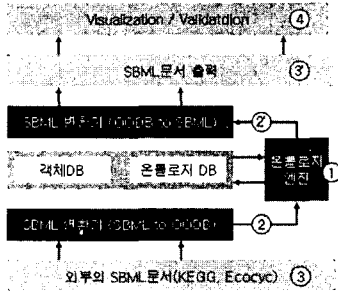 Visualization / Validatdion ④
SBML문서 출력 ③'
SBML 변환기 (OODB to SBML) ②'
객체DB
온톨로지 DB
온톨로지
엔진
①
SBML 변환기 (SBML to OODB) ②
외부의 SBML문서(KEGG, Ecocyc) ③